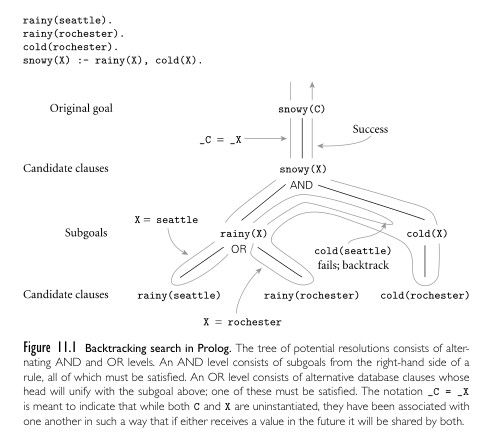 rainy(seattle).
rainy(rochester).
cold(rochester).
snowy(X) :- rainy(X), cold(X).
Original goal
snowy(C)
_C = _X
Success
Candidate clauses
snowy(X)
AND
X = seattle
Subgoals
rainy(X)
cold(X)
OR
cold(seattle)
fails; backtrack
Candidate clauses
rainy(seattle)
rainy(rochester)
cold(rochester)
X = rochester
Figure 11.1 Backtracking search in Prolog. The tree of potential resolutions consists of alter-
nating AND and OR levels. An AND level consists of subgoals from the right-hand side of a
rule, all of which must be satisfied. An OR level consists of alternative database clauses whose
head will unify with the subgoal above; one of these must be satisfied. The notation _C = _X
is meant to indicate that while both C and X are uninstantiated, they have been associated with
one another in such a way that if either receives a value in the future it will be shared by both.